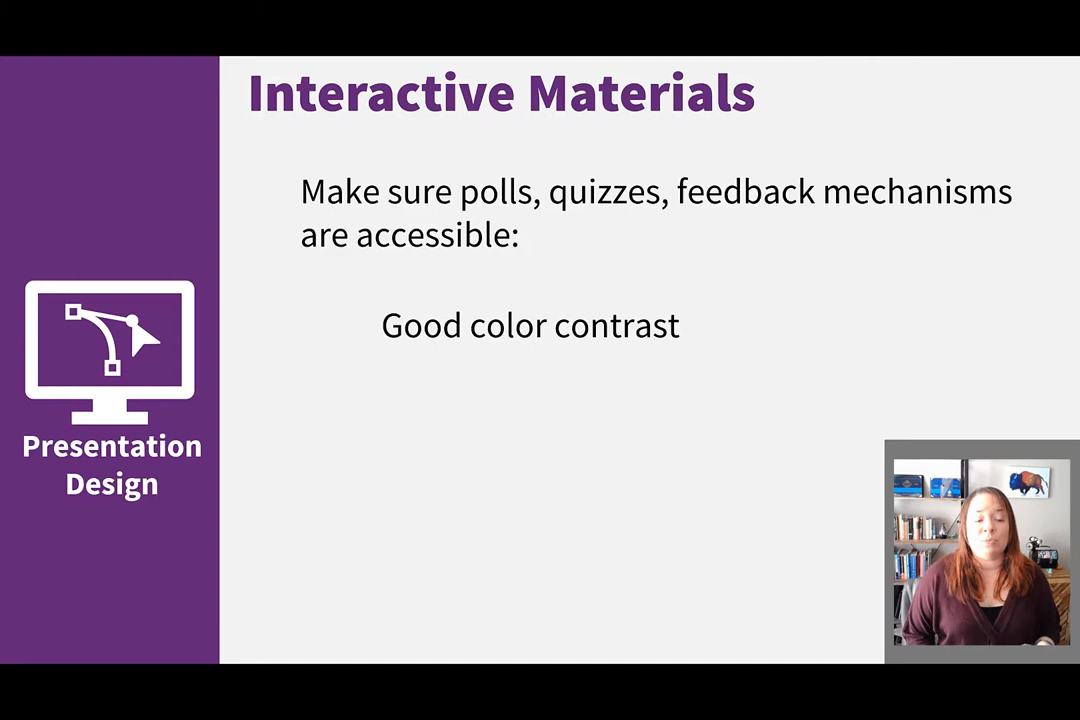 Interactive Materials
Make sure polls, quizzes, feedback mechanisms
are accessible:
Good color contrast
Presentation
Design